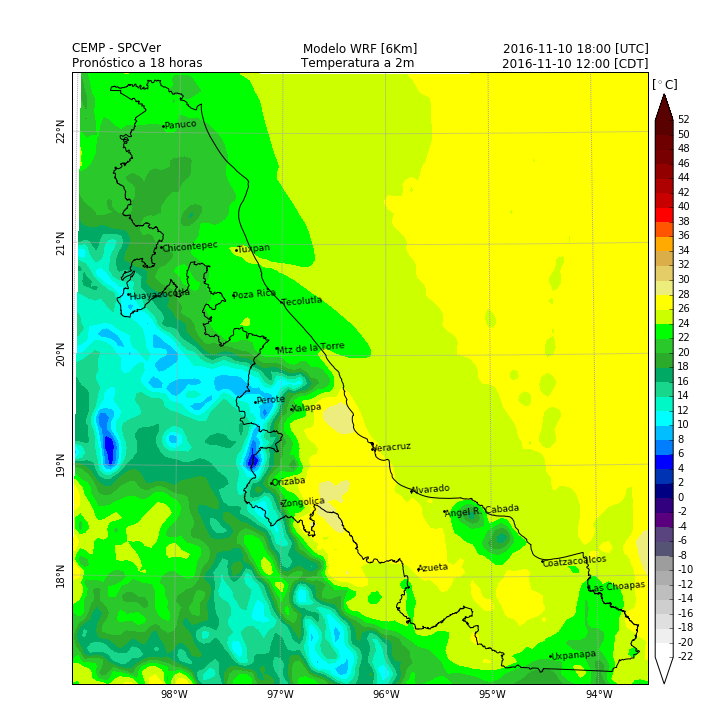 CEMP - SPCVer Modelo WRF [6Km] 2016-11-10 18:00 [UTC]
Pronóstico a 18 horas Temperatura a 2m 2016-11-10 12:00 [CDT]
[°C]
52
50
48
46
44
42
40
38
36
34
32
30
28
26
24
22
20
18
16
14
12
10
8
6
4
2
0
-2
-4
-6
-8
-10
-12
-14
-16
-18
-20
-22
22°N
21°N
20°N
19°N
18°N
Panuco
Chicontepec
Tuxpan
Huayacocotla
Poza Rica
Tecolutla
Mtz de la Torre
Perote
Xalapa
Veracruz
Orizaba
Alvarado
Zongolica
Angel R. Cabada
Azueta
Coatzacoalcos
Las Choapas
Uxpanapa
98°W 97°W 96°W 95°W 94°W